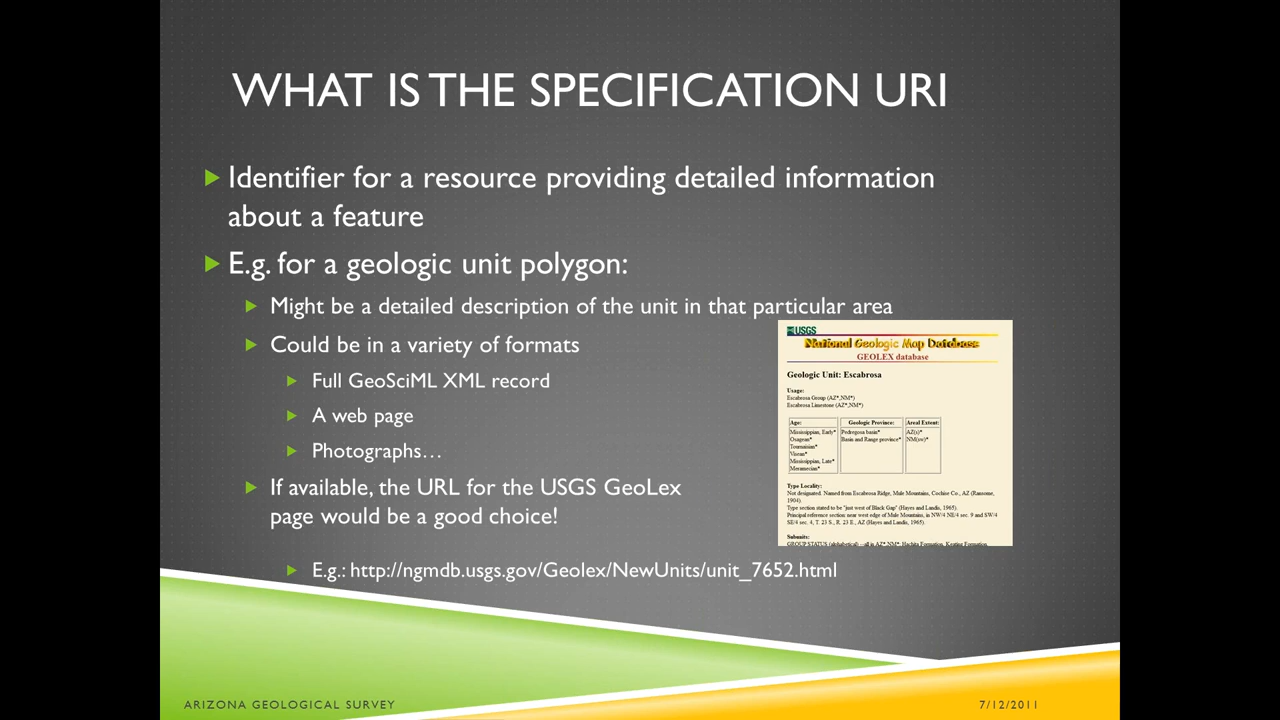 WHAT IS THE SPECIFICATION URI
Identifier for a resource providing detailed information
about a feature
E.g. for a geologic unit polygon:
Might be a detailed description of the unit in that particular area
Could be in a variety of formats
Full GeoSciML XML record
A web page
Photographs…
If available, the URL for the USGS GeoLex
page would be a good choice!
E.g.: http://ngmdb.usgs.gov/Geolex/NewUnits/unit_7652.html
USGS
National Geologic Map Database
GEOLEX database
Geologic Unit: Escabrosa
Usage:
Escabrosa Group (AZ*,NM*)
Escabrosa Limestone (AZ*,NM*)
Age: Geologic Province: Areal Extent:
Mississippian, Early* Pedregosa basin* AZ(s)*
Osagean* Basin and Range province* NM(sw)*
Tournaisian*
Visean*
Mississippian, Late*
Meramecian*
Type Locality:
Not designated. Named from Escabrosa Ridge, Mule Mountains, Cochise Co., AZ (Ransome,
1904).
Type section stated to be "just west of Black Gap" (Hayes and Landis, 1965).
Principal reference section: near west edge of Mule Mountains, in NW/4 NE/4 sec. 9 and SW/4
SE/4 sec. 4, T. 23 S., R. 23 E., AZ (Hayes and Landis, 1965).
Subunits:
GROUP STATUS (alphabetical) --all in AZ*,NM*: Hachita Formation, Keating Formation
ARIZONA GEOLOGICAL SURVEY
7/12/2011